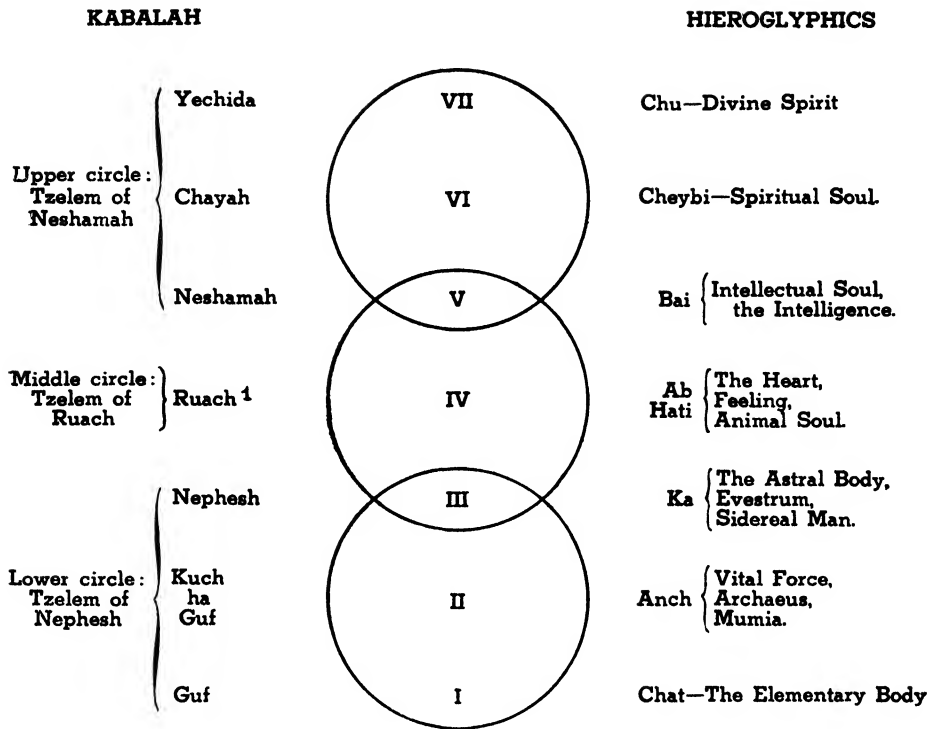 KABALAH
HIEROGLYPHICS
Yechida
VII
Chu—Divine Spirit
Upper circle:
Tzelem of
Neshamah
Chayah
VI
Cheybi—Spiritual Soul.
Neshamah
V
Bai
Intellectual Soul,
the Intelligence.
Middle circle:
Tzelem of
Ruach
Ruach 1
IV
Ab
Hati
The Heart,
Feeling,
Animal Soul.
Nephesh
III
Ka
The Astral Body,
Evestrum,
Sidereal Man.
Lower circle:
Tzelem of
Nephesh
Kuch
ha
Guf
II
Anch
Vital Force,
Archaeus,
Mumia.
Guf
I
Chat—The Elementary Body